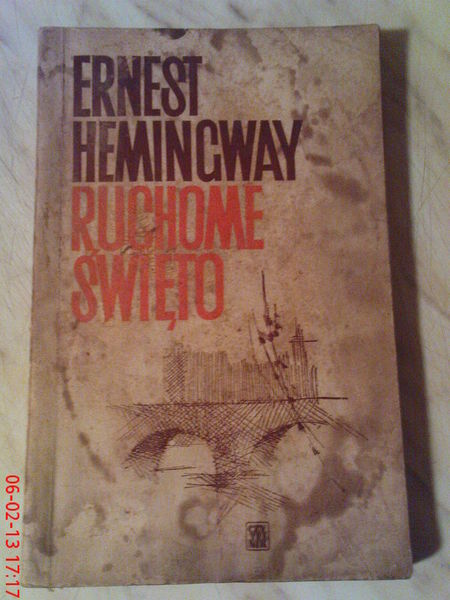 ERNEST
HEMINGWAY
RUCHOME
ŚWIĘTO
06-02-13 17:17